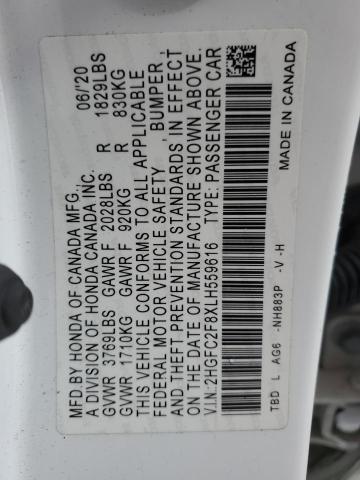 MFD BY HONDA OF CANADA MFG., 06/'20
A DIVISION OF HONDA CANADA INC.
GVWR 3769LBS GAWR F 2028LBS R 1829LBS
GVWR 1710KG GAWR F 920KG R 830KG
THIS VEHICLE CONFORMS TO ALL APPLICABLE
FEDERAL MOTOR VEHICLE SAFETY , BUMPER ,
AND THEFT PREVENTION STANDARDS IN EFFECT
ON THE DATE OF MANUFACTURE SHOWN ABOVE.
V.I.N.:2HGFC2F8XLH559616 TYPE: PASSENGER CAR
TBD L AG6 -NH883P -V -H MADE IN CANADA